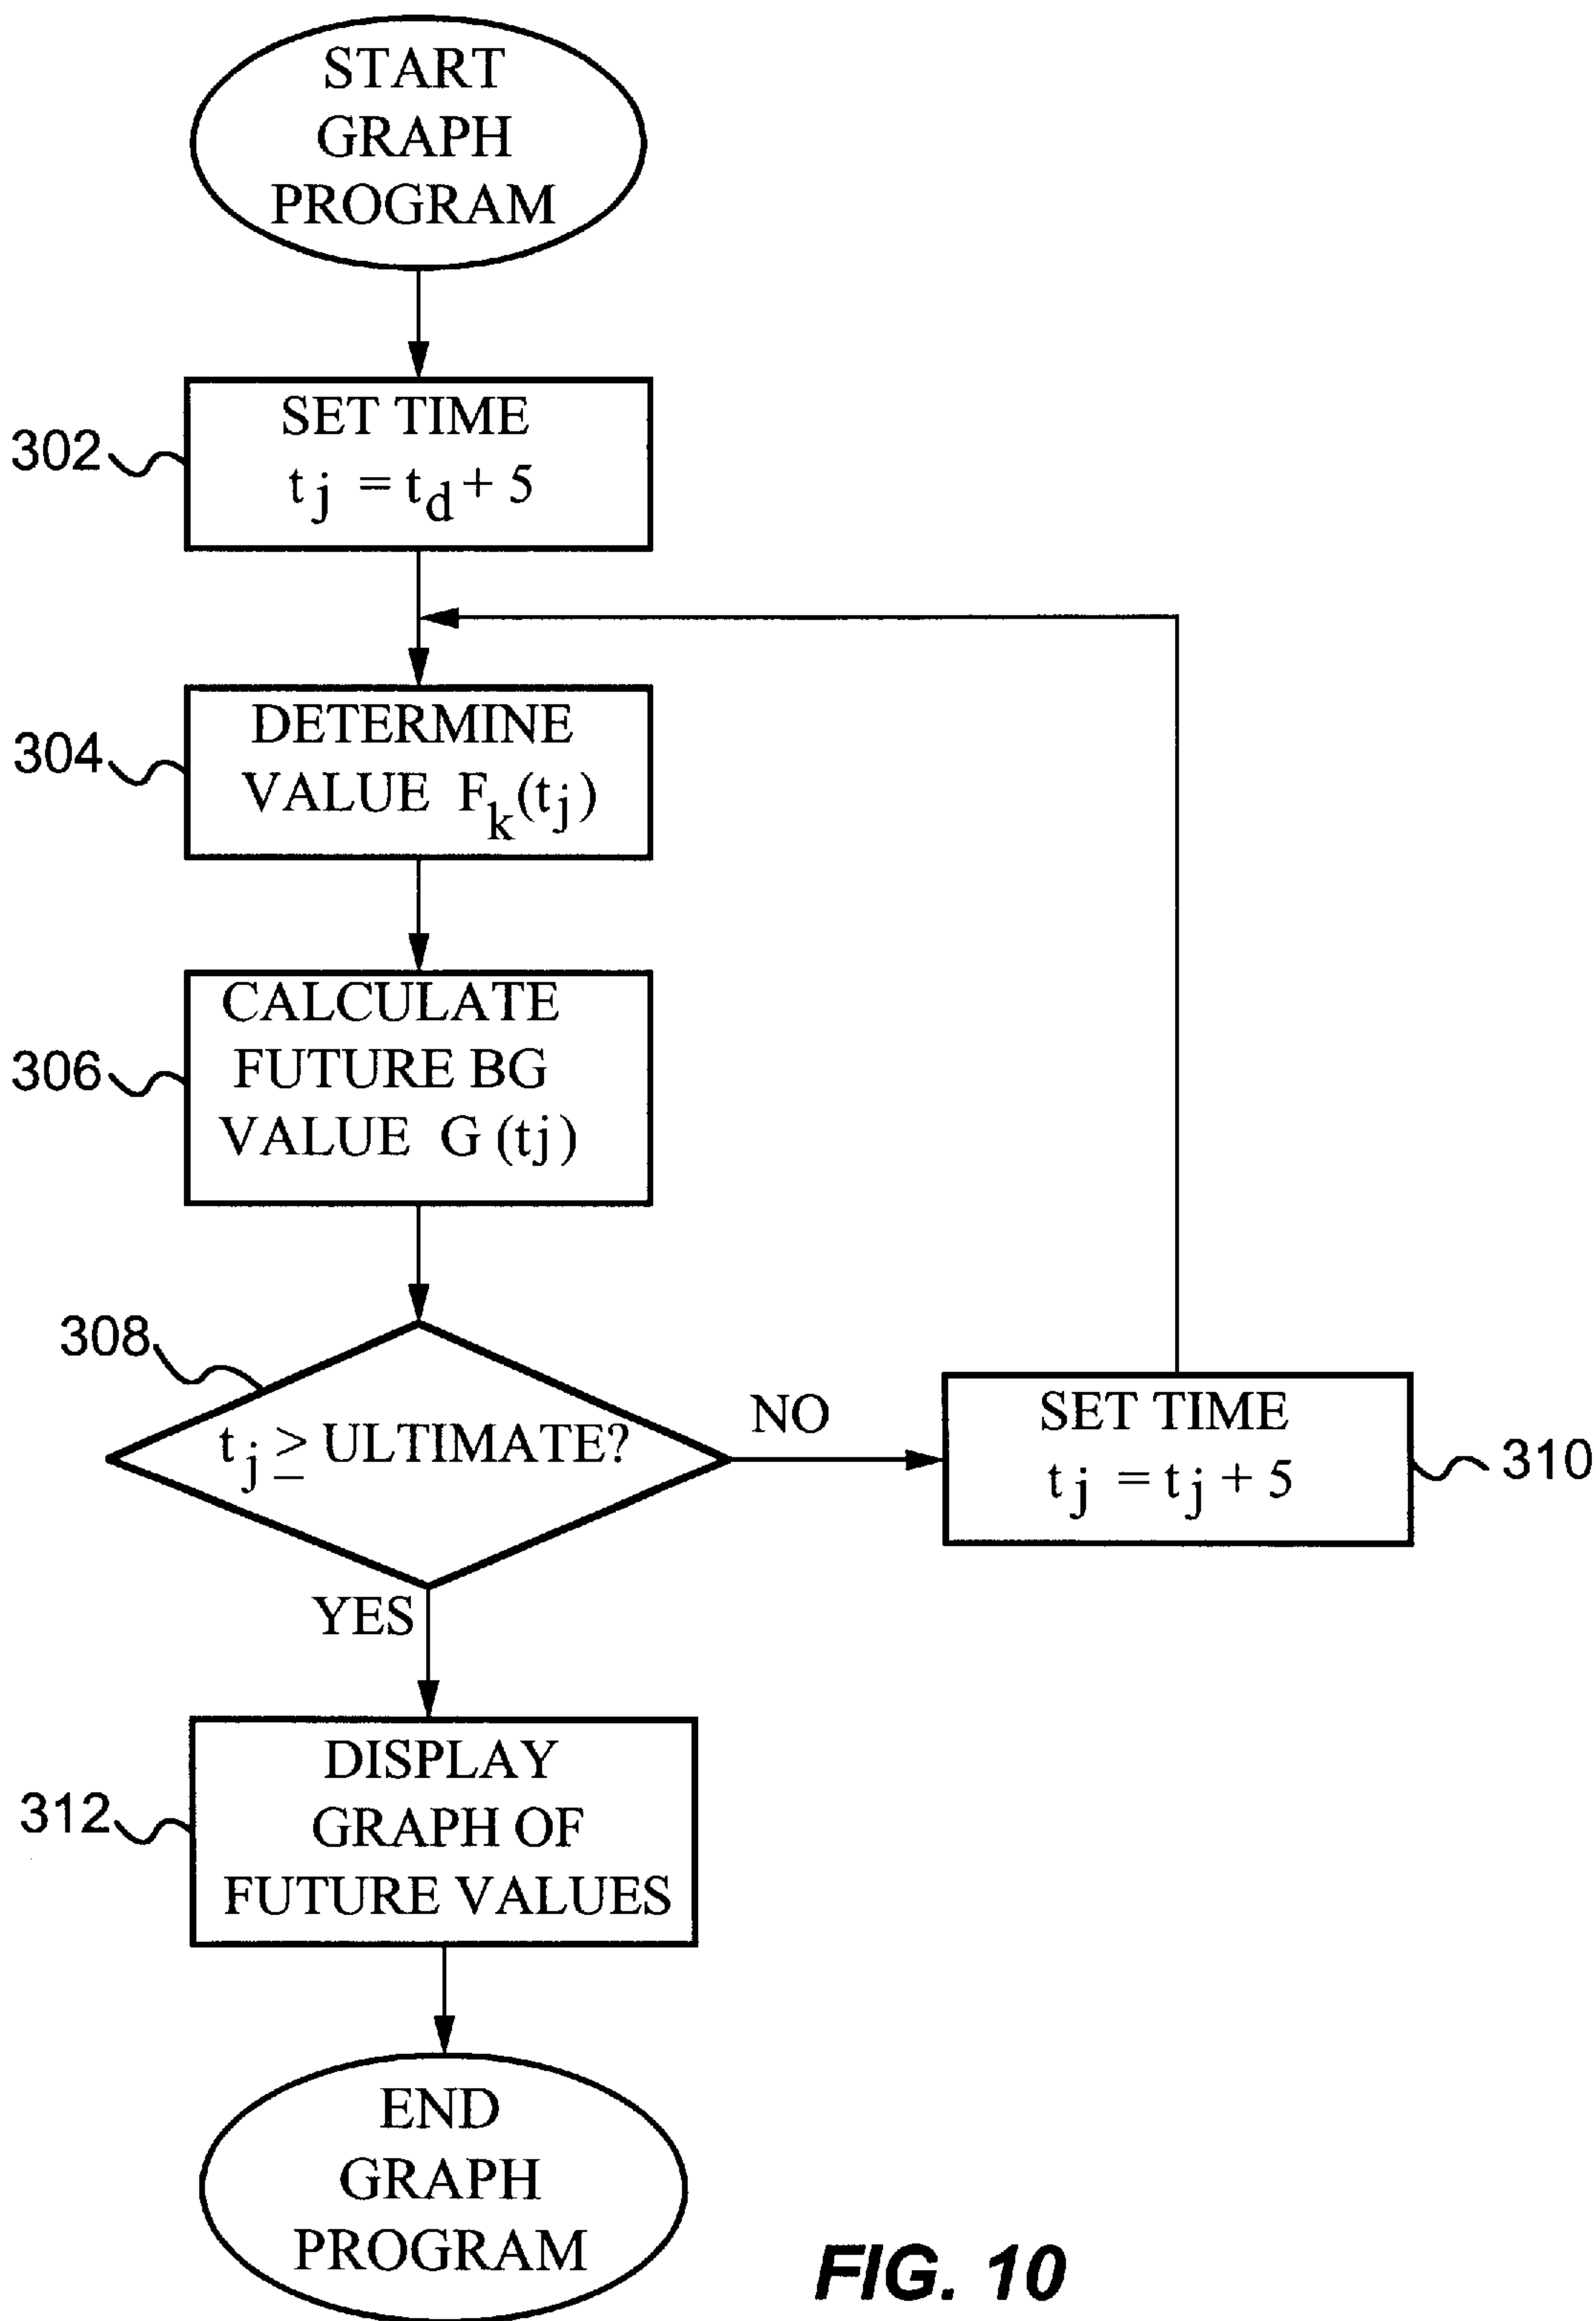 START
GRAPH
PROGRAM
302
SET TIME
t j = t d + 5
304
DETERMINE
VALUE F k (t j)
306
CALCULATE
FUTURE BG
VALUE G (tj)
308
t j ≥ ULTIMATE?
NO
SET TIME
t j = t j + 5
310
YES
312
DISPLAY
GRAPH OF
FUTURE VALUES
END
GRAPH
PROGRAM
FIG. 10